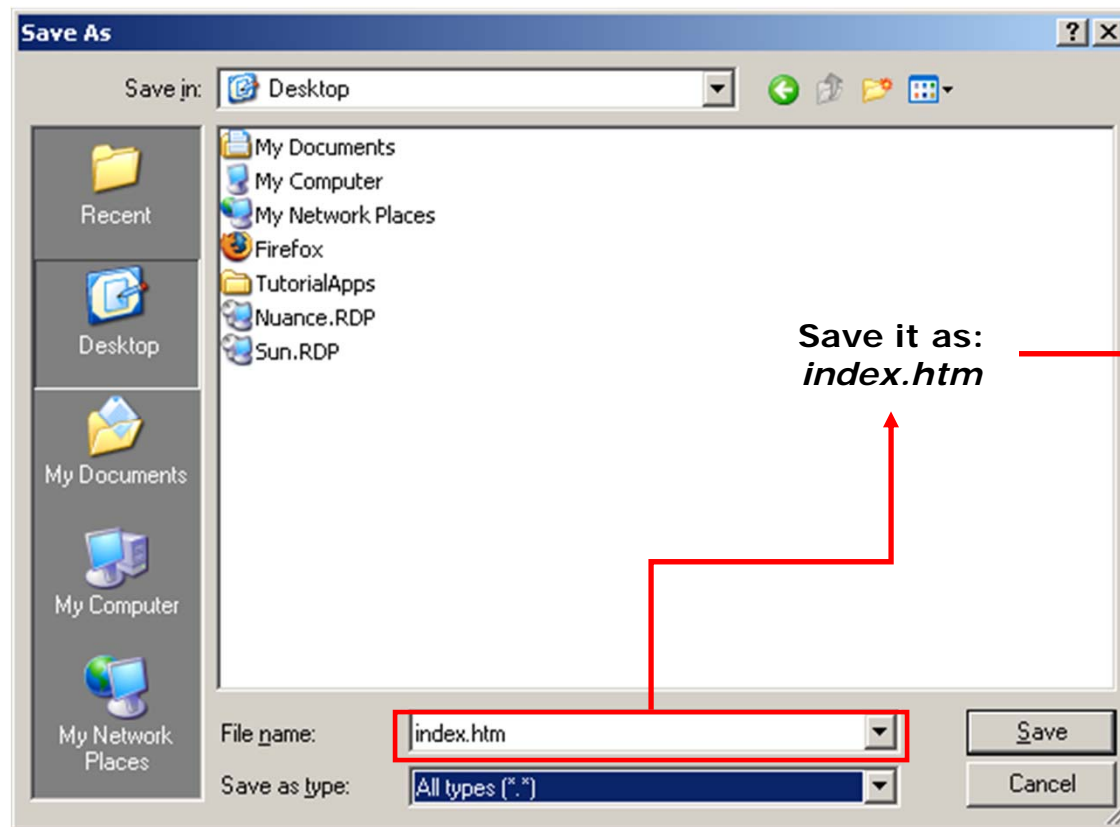 Save As
Save in:
Desktop
Recent
Desktop
My Documents
My Computer
My Network
Places
My Documents
My Computer
My Network Places
Firefox
TutorialApps
Nuance.RDP
Sun.RDP
Save it as:
index.htm
File name:
index.htm
Save
Save as type:
All types (*.*)
Cancel